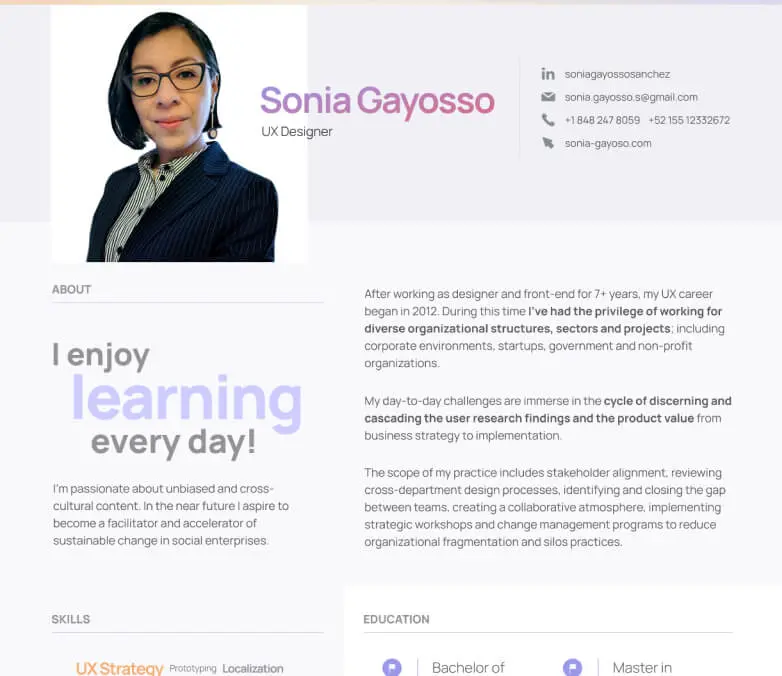 Sonia Gayosso
UX Designer
soniagayossosanchez
sonia.gayosso.s@gmail.com
+1 848 247 8059 +52 155 12332672
sonia-gayoso.com
ABOUT
I enjoy
learning
every day!
I'm passionate about unbiased and cross-
cultural content. In the near future I aspire to
become a facilitator and accelerator of
sustainable change in social enterprises.
After working as designer and front-end for 7+ years, my UX career
began in 2012. During this time I've had the privilege of working for
diverse organizational structures, sectors and projects; including
corporate environments, startups, government and non-profit
organizations.
My day-to-day challenges are immerse in the cycle of discerning and
cascading the user research findings and the product value from
business strategy to implementation.
The scope of my practice includes stakeholder alignment, reviewing
cross-department design processes, identifying and closing the gap
between teams, creating a collaborative atmosphere, implementing
strategic workshops and change management programs to reduce
organizational fragmentation and silos practices.
SKILLS
UX Strategy Prototyping Localization
EDUCATION
Bachelor of
Master in